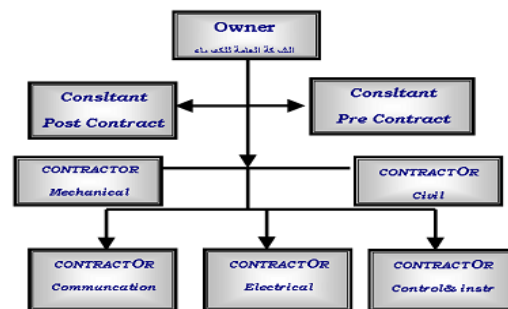 Owner
الشركة العامة للكهرباء
Consltant
Post Contract
Consltant
Pre Contract
CONTRACTOR
Mechanical
CONTRACTOR
Civil
CONTRACTOR
Communcation
CONTRACTOR
Electrical
CONTRACTOR
Control& instr